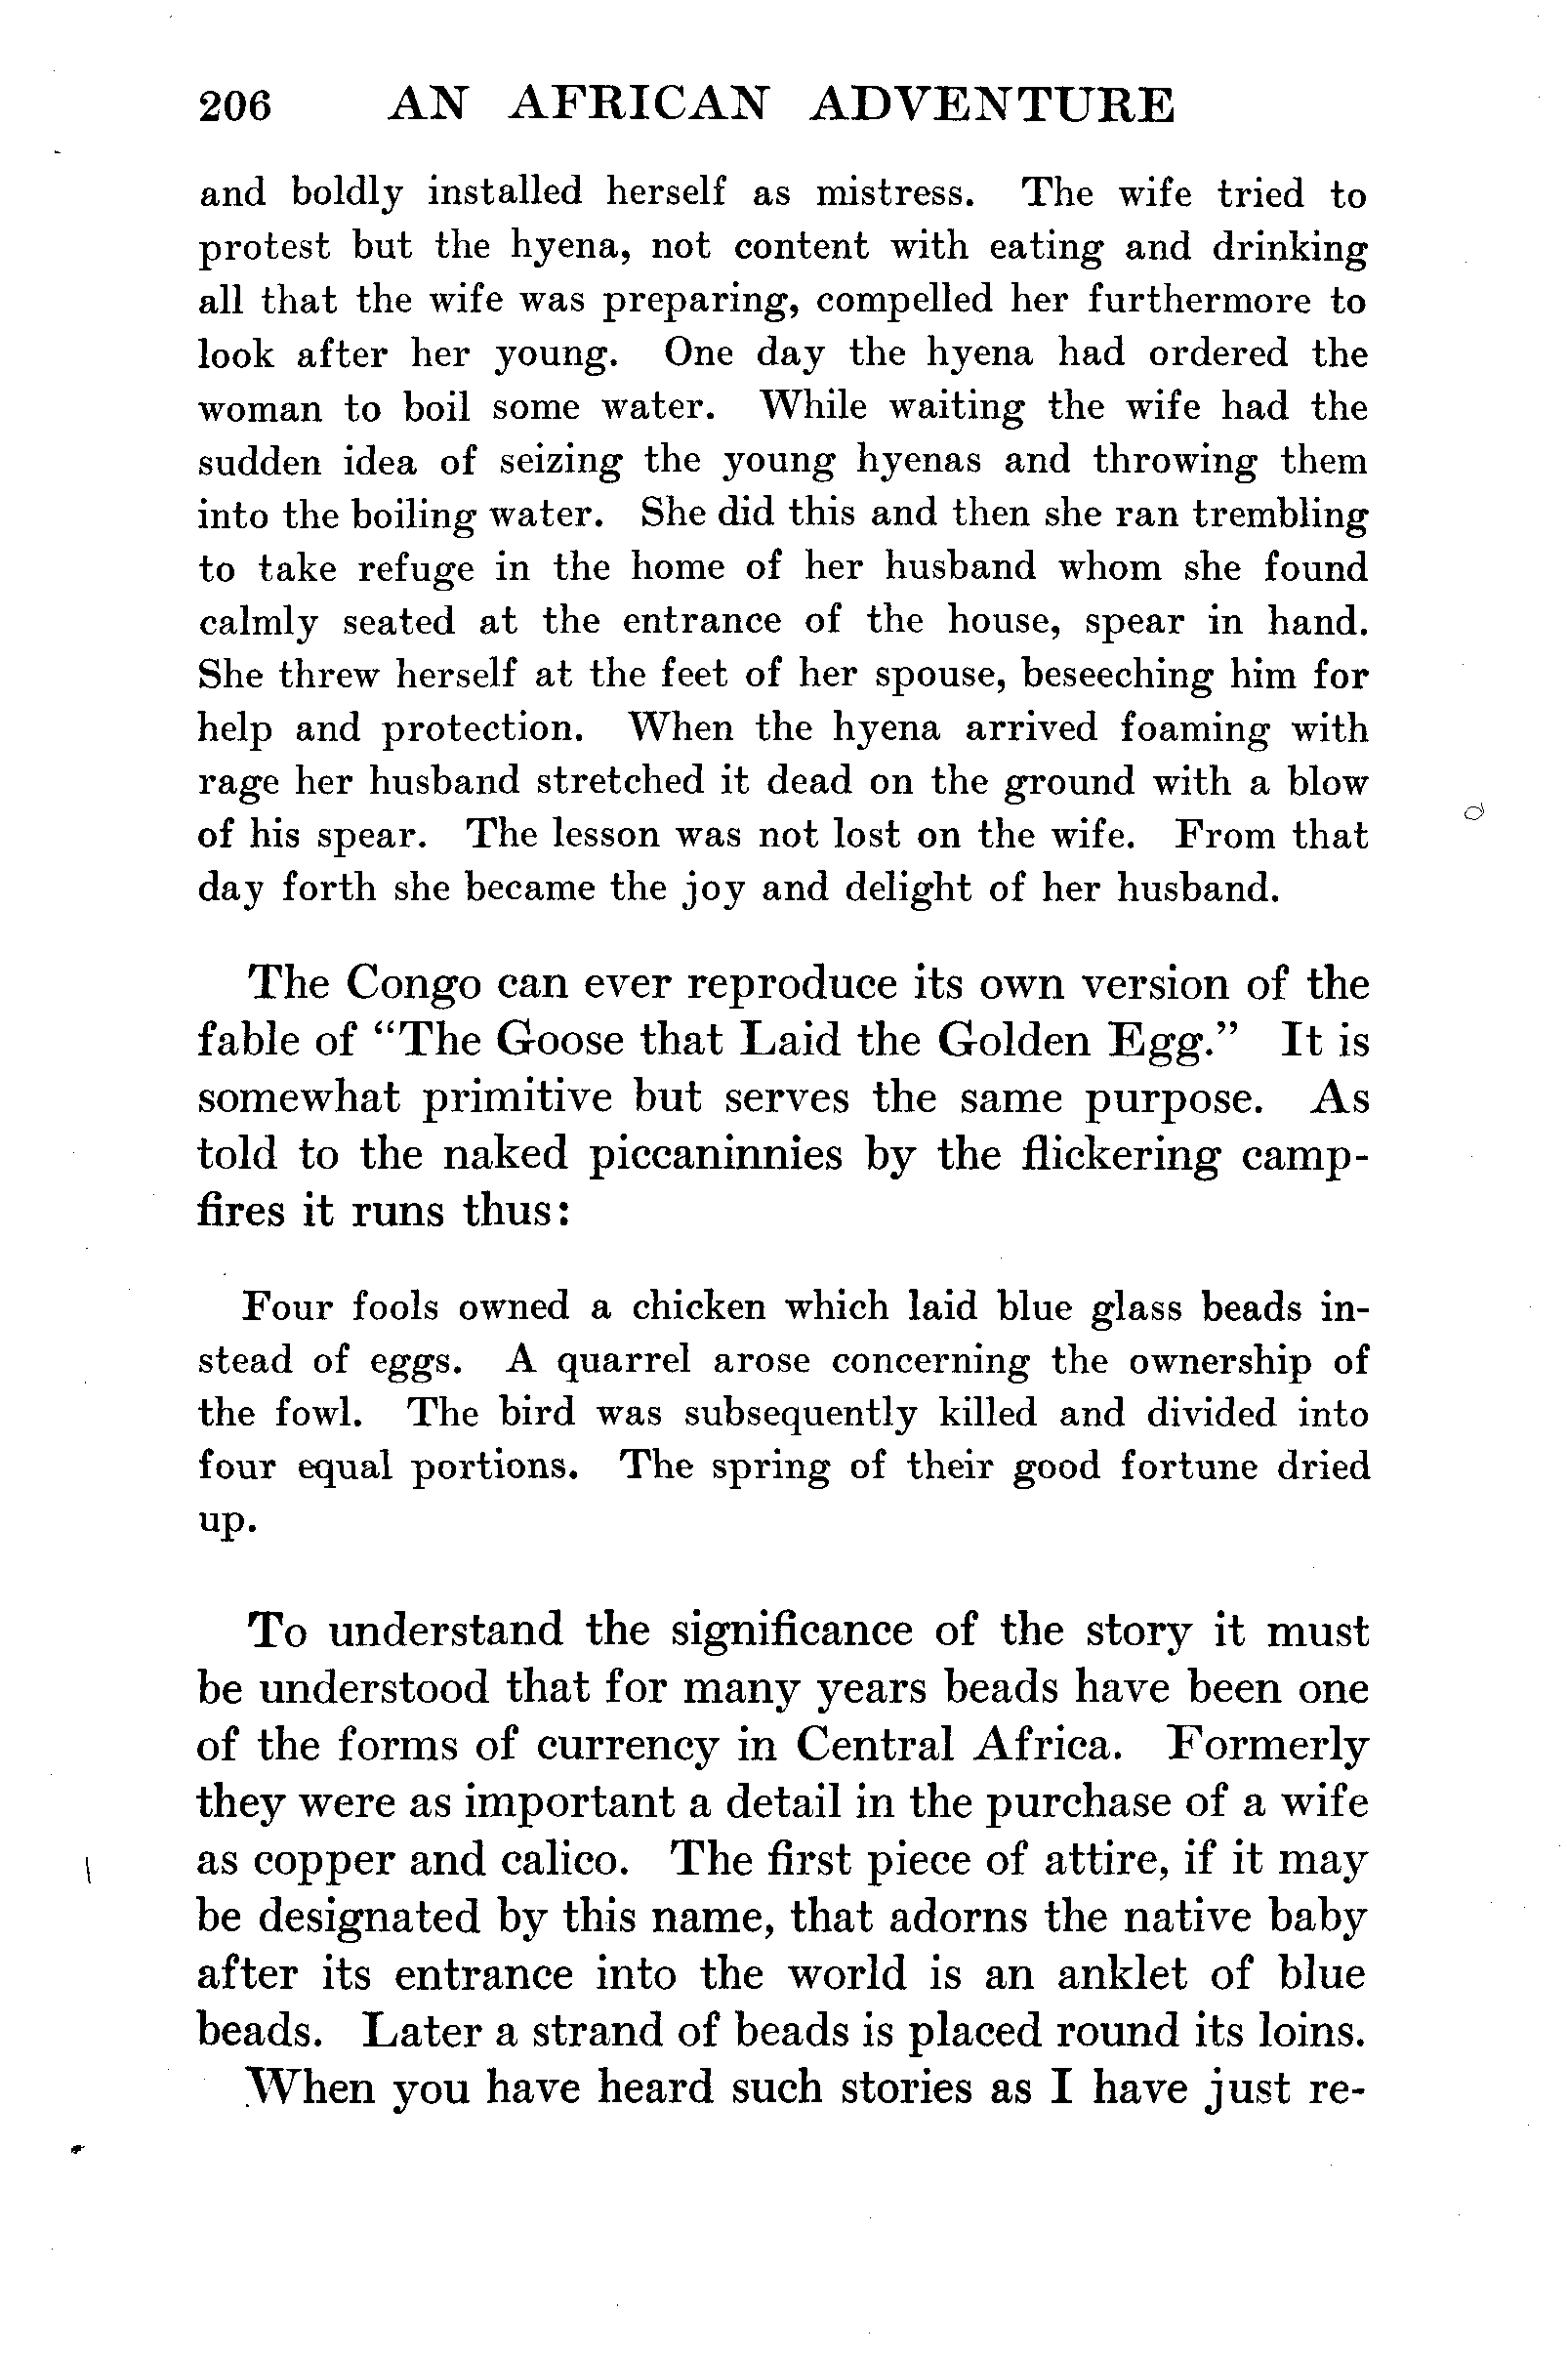 206 AN AFRICAN ADVENTURE
and boldly installed herself as mistress. The wife tried to
protest but the hyena, not content with eating and drinking
all that the wife was preparing, compelled her furthermore to
look after her young. One day the hyena had ordered the
woman to boil some water. While waiting the wife had the
sudden idea of seizing the young hyenas and throwing them
into the boiling water. She did this and then she ran trembling
to take refuge in the home of her husband whom she found
calmly seated at the entrance of the house, spear in hand.
She threw herself at the feet of her spouse, beseeching him for
help and protection. When the hyena arrived foaming with
rage her husband stretched it dead on the ground with a blow
of his spear. The lesson was not lost on the wife. From that
day forth she became the joy and delight of her husband.
The Congo can ever reproduce its own version of the
fable of “The Goose that Laid the Golden Egg.” It is
somewhat primitive but serves the same purpose. As
told to the naked piccaninnies by the flickering camp-
fires it runs thus:
Four fools owned a chicken which laid blue glass beads in-
stead of eggs. A quarrel arose concerning the ownership of
the fowl. The bird was subsequently killed and divided into
four equal portions. The spring of their good fortune dried
up.
To understand the significance of the story it must
be understood that for many years beads have been one
of the forms of currency in Central Africa. Formerly
they were as important a detail in the purchase of a wife
as copper and calico. The first piece of attire, if it may
be designated by this name, that adorns the native baby
after its entrance into the world is an anklet of blue
beads. Later a strand of beads is placed round its loins.
When you have heard such stories as I have just re-